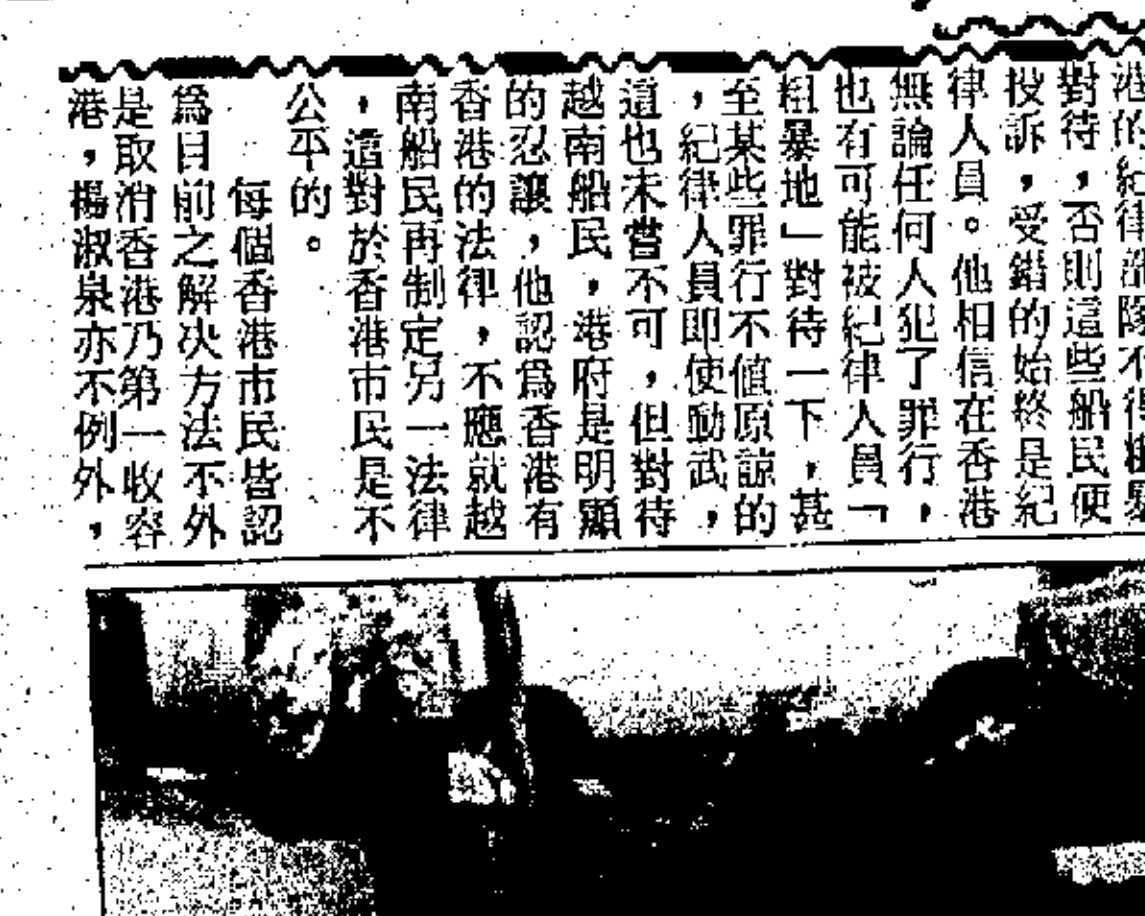 港的紀律部隊不得粗暴
對待，否則這些船民便
投訴，受錯的始終是紀
律人員。他相信在香港
無論任何人犯了罪行，
也有可能被紀律人員「
粗暴地」對待一下，甚
至某些罪行不值原諒的
，紀律人員即使動武，
這也未嘗不可，但對待
越南船民，港府是明顯
的忍讓，他認爲香港有
香港的法律，不應就越
南船民再制定另一法律
，這對於香港市民是不
公平的。
每個香港市民皆認
爲目前之解决方法不外
是取消香港乃第一收容
港，楊淑泉亦不例外，